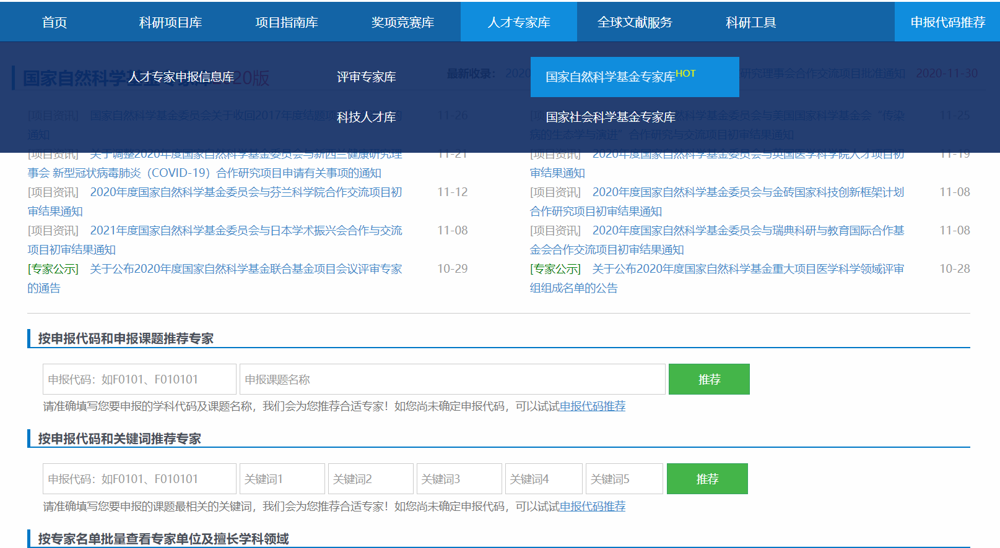 首页 科研项目库 项目指南库 奖项竞赛库 人才专家库 全球文献服务 科研工具 申报代码推荐
人才专家申报信息库 评审专家库 国家自然科学基金专家库HOT
科技人才库 国家社会科学基金专家库
国家自然科学基 20版 最新收录： 2020 研究理事会合作交流项目批准通知 2020-11-30
[项目资讯] 国家自然科学基金委员会关于收回2017年度结题项 的 11-26
通知
然科学基金委员会与美国国家科学基金会“传染 11-25
病的生态学与演进”合作研究与交流项目初审结果通知
[项目资讯] 关于调整2020年度国家自然科学基金委员会与新西兰健康研究理 11-21
事会 新型冠状病毒肺炎（COVID-19）合作研究项目申请有关事项的通知
[项目资讯] 2020年度国家自然科学基金委员会与英国医学科学院人才项目初 11-19
审结果通知
[项目资讯] 2020年度国家自然科学基金委员会与芬兰科学院合作交流项目初 11-12
审结果通知
[项目资讯] 2020年度国家自然科学基金委员会与金砖国家科技创新框架计划 11-08
合作研究项目初审结果通知
[项目资讯] 2021年度国家自然科学基金委员会与日本学术振兴会合作与交流 11-08
项目初审结果通知
[项目资讯] 2020年度国家自然科学基金委员会与瑞典科研与教育国际合作基 11-08
金会合作交流项目初审结果通知
[专家公示] 关于公布2020年度国家自然科学基金联合基金项目会议评审专家 10-29
的通告
[专家公示] 关于公布2020年度国家自然科学基金重大项目医学科学领域评审 10-28
组组成名单的公告
按申报代码和申报课题推荐专家
申报代码：如F0101、F010101 申报课题名称 推荐
请准确填写您要申报的学科代码及课题名称，我们会为您推荐合适专家！如您尚未确定申报代码，可以试试申报代码推荐
按申报代码和关键词推荐专家
申报代码：如F0101、F010101 关键词1 关键词2 关键词3 关键词4 关键词5 推荐
请准确填写您要申报的课题最相关的关键词，我们会为您推荐合适专家！如您尚未确定申报代码，可以试试申报代码推荐
按专家名单批量查看专家单位及擅长学科领域